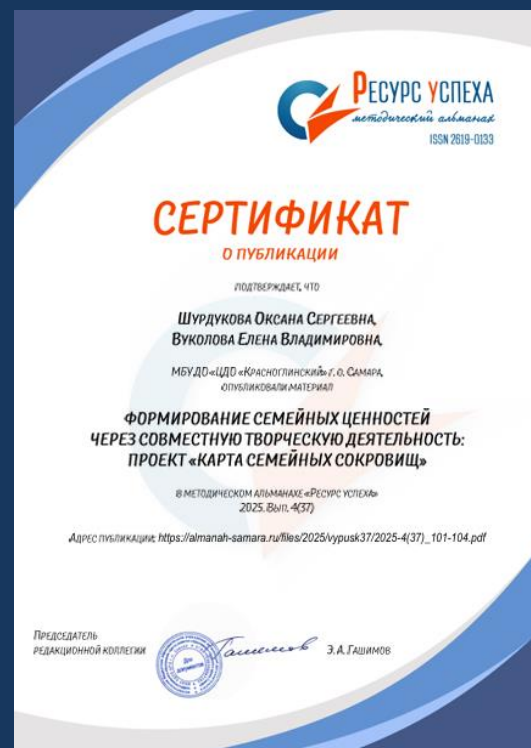 РЕСУРС УСПЕХА
методический альманах
ISSN 2619-0133
СЕРТИФИКАТ
О ПУБЛИКАЦИИ
ПОДТВЕРЖДАЕТ, ЧТО
ШУРДУКОВА ОКСАНА СЕРГЕЕВНА,
ВУКОЛОВА ЕЛЕНА ВЛАДИМИРОВНА,
МБУ ДО «ЦДО «КРАСНОГЛИНСКИЙ» Г. О. САМАРА,
ОПУБЛИКОВАЛИ МАТЕРИАЛ
ФОРМИРОВАНИЕ СЕМЕЙНЫХ ЦЕННОСТЕЙ
ЧЕРЕЗ СОВМЕСТНУЮ ТВОРЧЕСКУЮ ДЕЯТЕЛЬНОСТЬ:
ПРОЕКТ «КАРТА СЕМЕЙНЫХ СОКРОВИЩ»
В МЕТОДИЧЕСКОМ АЛЬМАНАХЕ «РЕСУРС УСПЕХА»
2025. ВЫП. 4(37)
АДРЕС ПУБЛИКАЦИИ: https://almanah-samara.ru/files/2025/vypusk37/2025-4(37)_101-104.pdf
ПРЕДСЕДАТЕЛЬ
РЕДАКЦИОННОЙ КОЛЛЕГИИ
Для
документов
Э.А. ГАШИМОВ